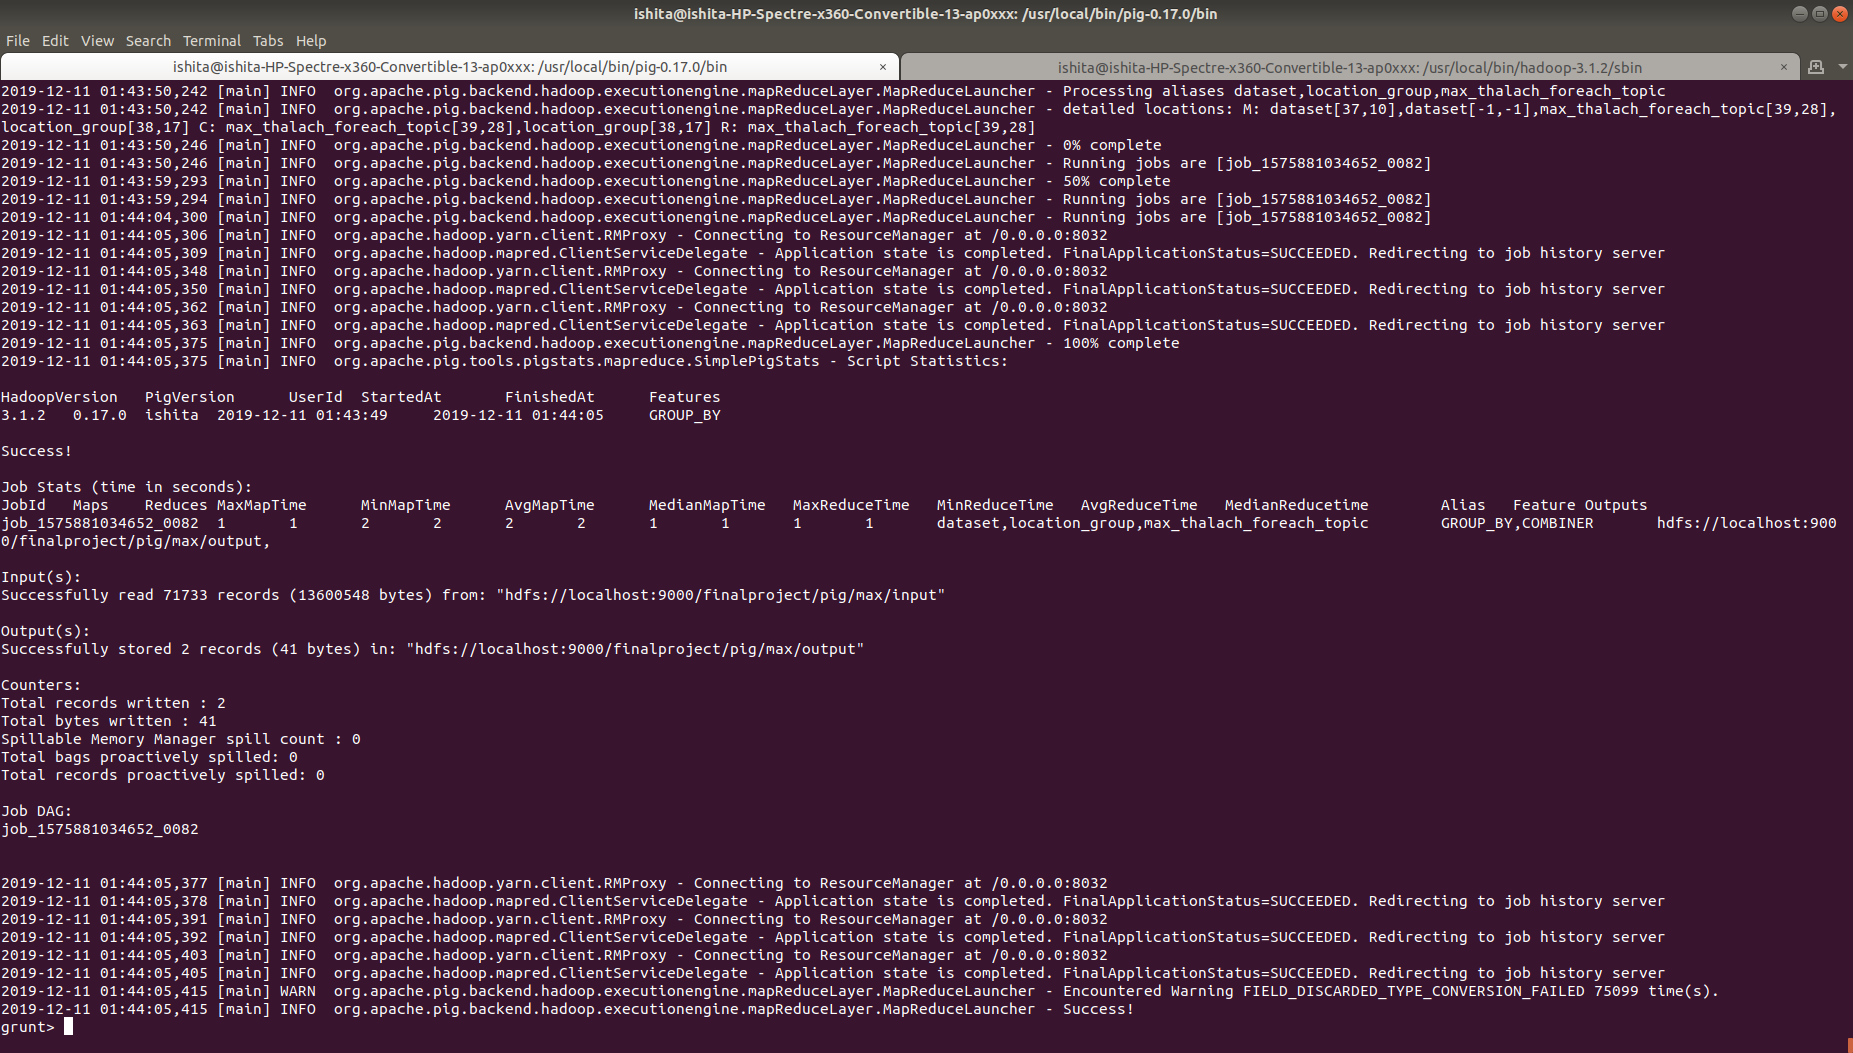 ishita@ishita-HP-Spectre-x360-Convertible-13-ap0xxx: /usr/local/bin/pig-0.17.0/bin
File Edit View Search Terminal Tabs Help
ishita@ishita-HP-Spectre-x360-Convertible-13-ap0xxx: /usr/local/bin/pig-0.17.0/bin × ishita@ishita-HP-Spectre-x360-Convertible-13-ap0xxx: /usr/local/bin/hadoop-3.1.2/sbin ×
2019-12-11 01:43:50,242 [main] INFO  org.apache.pig.backend.hadoop.executionengine.mapReduceLayer.MapReduceLauncher - Processing aliases dataset,location_group,max_thalach_foreach_topic
2019-12-11 01:43:50,242 [main] INFO  org.apache.pig.backend.hadoop.executionengine.mapReduceLayer.MapReduceLauncher - detailed locations: M: dataset[37,10],dataset[-1,-1],max_thalach_foreach_topic[39,28],
location_group[38,17] C: max_thalach_foreach_topic[39,28],location_group[38,17] R: max_thalach_foreach_topic[39,28]
2019-12-11 01:43:50,246 [main] INFO  org.apache.pig.backend.hadoop.executionengine.mapReduceLayer.MapReduceLauncher - 0% complete
2019-12-11 01:43:50,246 [main] INFO  org.apache.pig.backend.hadoop.executionengine.mapReduceLayer.MapReduceLauncher - Running jobs are [job_1575881034652_0082]
2019-12-11 01:43:59,293 [main] INFO  org.apache.pig.backend.hadoop.executionengine.mapReduceLayer.MapReduceLauncher - 50% complete
2019-12-11 01:43:59,294 [main] INFO  org.apache.pig.backend.hadoop.executionengine.mapReduceLayer.MapReduceLauncher - Running jobs are [job_1575881034652_0082]
2019-12-11 01:44:04,300 [main] INFO  org.apache.pig.backend.hadoop.executionengine.mapReduceLayer.MapReduceLauncher - Running jobs are [job_1575881034652_0082]
2019-12-11 01:44:05,306 [main] INFO  org.apache.hadoop.yarn.client.RMProxy - Connecting to ResourceManager at /0.0.0.0:8032
2019-12-11 01:44:05,309 [main] INFO  org.apache.hadoop.mapred.ClientServiceDelegate - Application state is completed. FinalApplicationStatus=SUCCEEDED. Redirecting to job history server
2019-12-11 01:44:05,348 [main] INFO  org.apache.hadoop.yarn.client.RMProxy - Connecting to ResourceManager at /0.0.0.0:8032
2019-12-11 01:44:05,350 [main] INFO  org.apache.hadoop.mapred.ClientServiceDelegate - Application state is completed. FinalApplicationStatus=SUCCEEDED. Redirecting to job history server
2019-12-11 01:44:05,362 [main] INFO  org.apache.hadoop.yarn.client.RMProxy - Connecting to ResourceManager at /0.0.0.0:8032
2019-12-11 01:44:05,363 [main] INFO  org.apache.hadoop.mapred.ClientServiceDelegate - Application state is completed. FinalApplicationStatus=SUCCEEDED. Redirecting to job history server
2019-12-11 01:44:05,375 [main] INFO  org.apache.pig.backend.hadoop.executionengine.mapReduceLayer.MapReduceLauncher - 100% complete
2019-12-11 01:44:05,375 [main] INFO  org.apache.pig.tools.pigstats.mapreduce.SimplePigStats - Script Statistics:
HadoopVersion PigVersion UserId StartedAt FinishedAt Features
3.1.2 0.17.0 ishita 2019-12-11 01:43:49 2019-12-11 01:44:05 GROUP_BY
Success!
Job Stats (time in seconds):
JobId Maps Reduces MaxMapTime MinMapTime AvgMapTime MedianMapTime MaxReduceTime MinReduceTime AvgReduceTime MedianReducetime Alias Feature Outputs
job_1575881034652_0082 1 1 2 2 2 2 1 1 1 1 dataset,location_group,max_thalach_foreach_topic GROUP_BY,COMBINER hdfs://localhost:900
0/finalproject/pig/max/output,
Input(s):
Successfully read 71733 records (13600548 bytes) from: "hdfs://localhost:9000/finalproject/pig/max/input"
Output(s):
Successfully stored 2 records (41 bytes) in: "hdfs://localhost:9000/finalproject/pig/max/output"
Counters:
Total records written : 2
Total bytes written : 41
Spillable Memory Manager spill count : 0
Total bags proactively spilled: 0
Total records proactively spilled: 0
Job DAG:
job_1575881034652_0082
2019-12-11 01:44:05,377 [main] INFO  org.apache.hadoop.yarn.client.RMProxy - Connecting to ResourceManager at /0.0.0.0:8032
2019-12-11 01:44:05,378 [main] INFO  org.apache.hadoop.mapred.ClientServiceDelegate - Application state is completed. FinalApplicationStatus=SUCCEEDED. Redirecting to job history server
2019-12-11 01:44:05,391 [main] INFO  org.apache.hadoop.yarn.client.RMProxy - Connecting to ResourceManager at /0.0.0.0:8032
2019-12-11 01:44:05,392 [main] INFO  org.apache.hadoop.mapred.ClientServiceDelegate - Application state is completed. FinalApplicationStatus=SUCCEEDED. Redirecting to job history server
2019-12-11 01:44:05,403 [main] INFO  org.apache.hadoop.yarn.client.RMProxy - Connecting to ResourceManager at /0.0.0.0:8032
2019-12-11 01:44:05,405 [main] INFO  org.apache.hadoop.mapred.ClientServiceDelegate - Application state is completed. FinalApplicationStatus=SUCCEEDED. Redirecting to job history server
2019-12-11 01:44:05,415 [main] WARN  org.apache.pig.backend.hadoop.executionengine.mapReduceLayer.MapReduceLauncher - Encountered Warning FIELD_DISCARDED_TYPE_CONVERSION_FAILED 75099 time(s).
2019-12-11 01:44:05,415 [main] INFO  org.apache.pig.backend.hadoop.executionengine.mapReduceLayer.MapReduceLauncher - Success!
grunt>